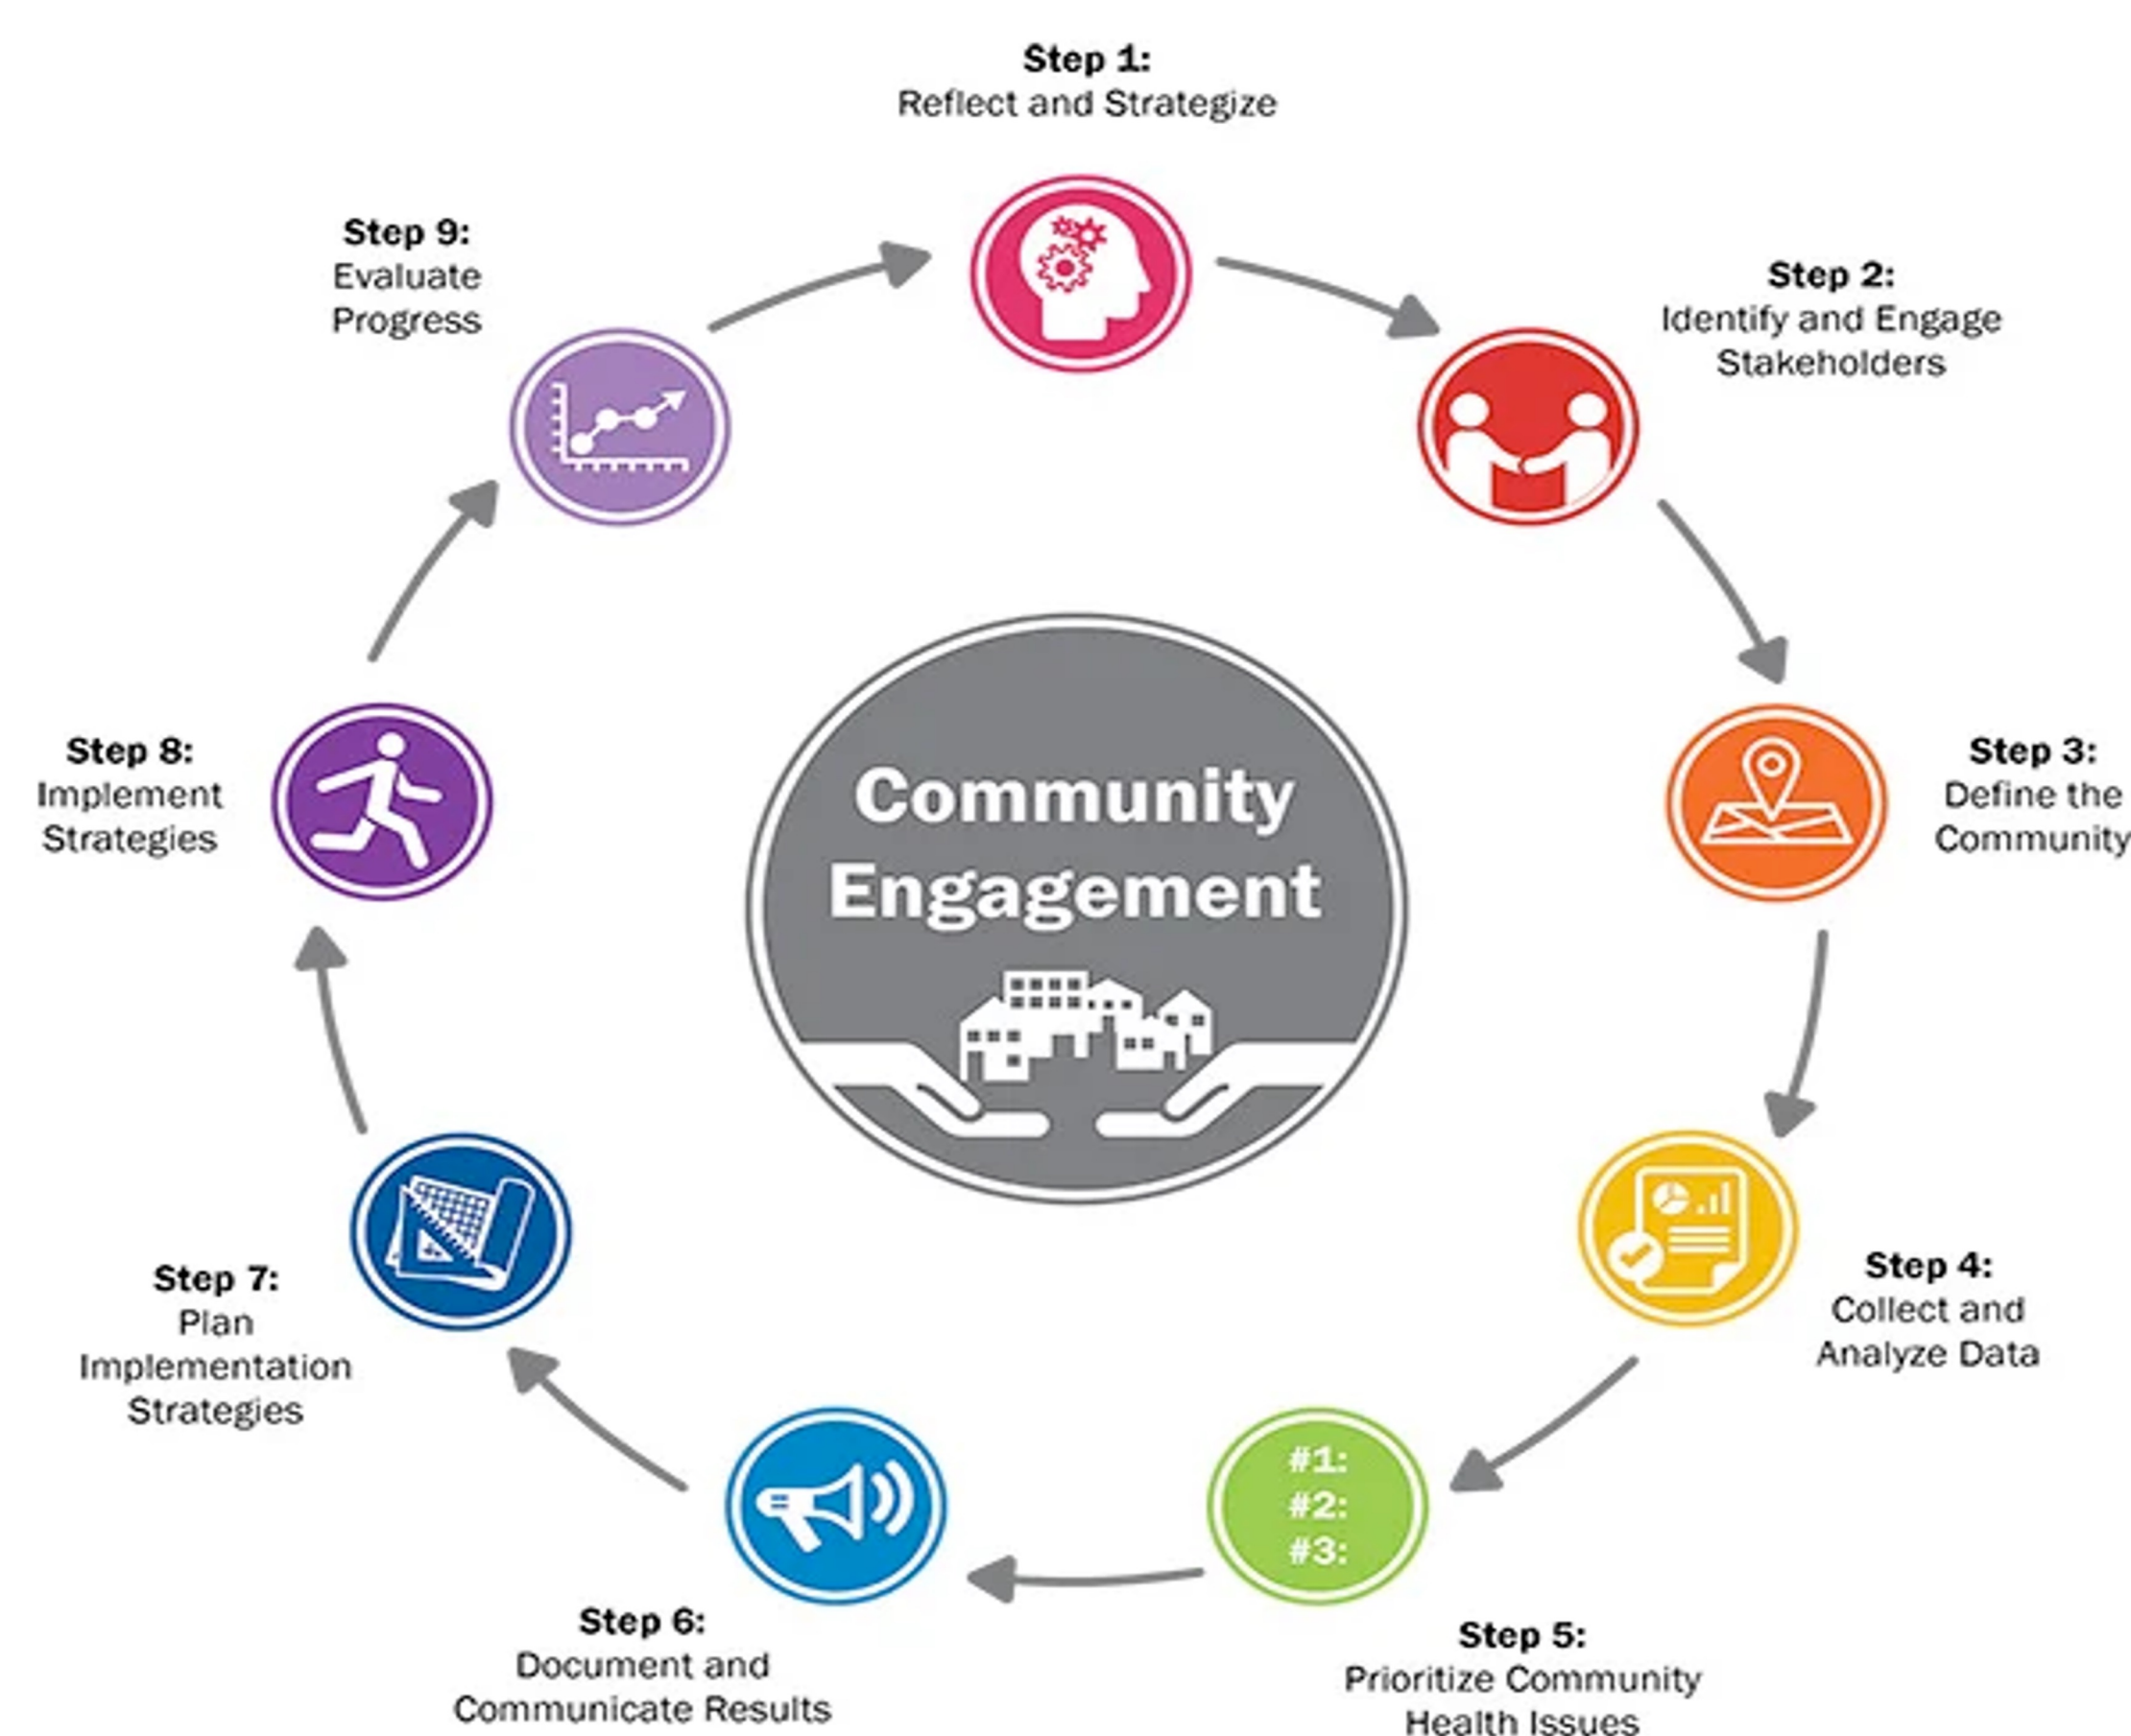 Step 1:
Reflect and Strategize
Step 2:
Identify and Engage
Stakeholders
Step 3:
Define the
Community
Step 4:
Collect and
Analyze Data
Step 5:
Prioritize Community
Health Issues
#1:
#2:
#3:
Step 6:
Document and
Communicate Results
Step 7:
Plan
Implementation
Strategies
Step 8:
Implement
Strategies
Step 9:
Evaluate
Progress
Community
Engagement